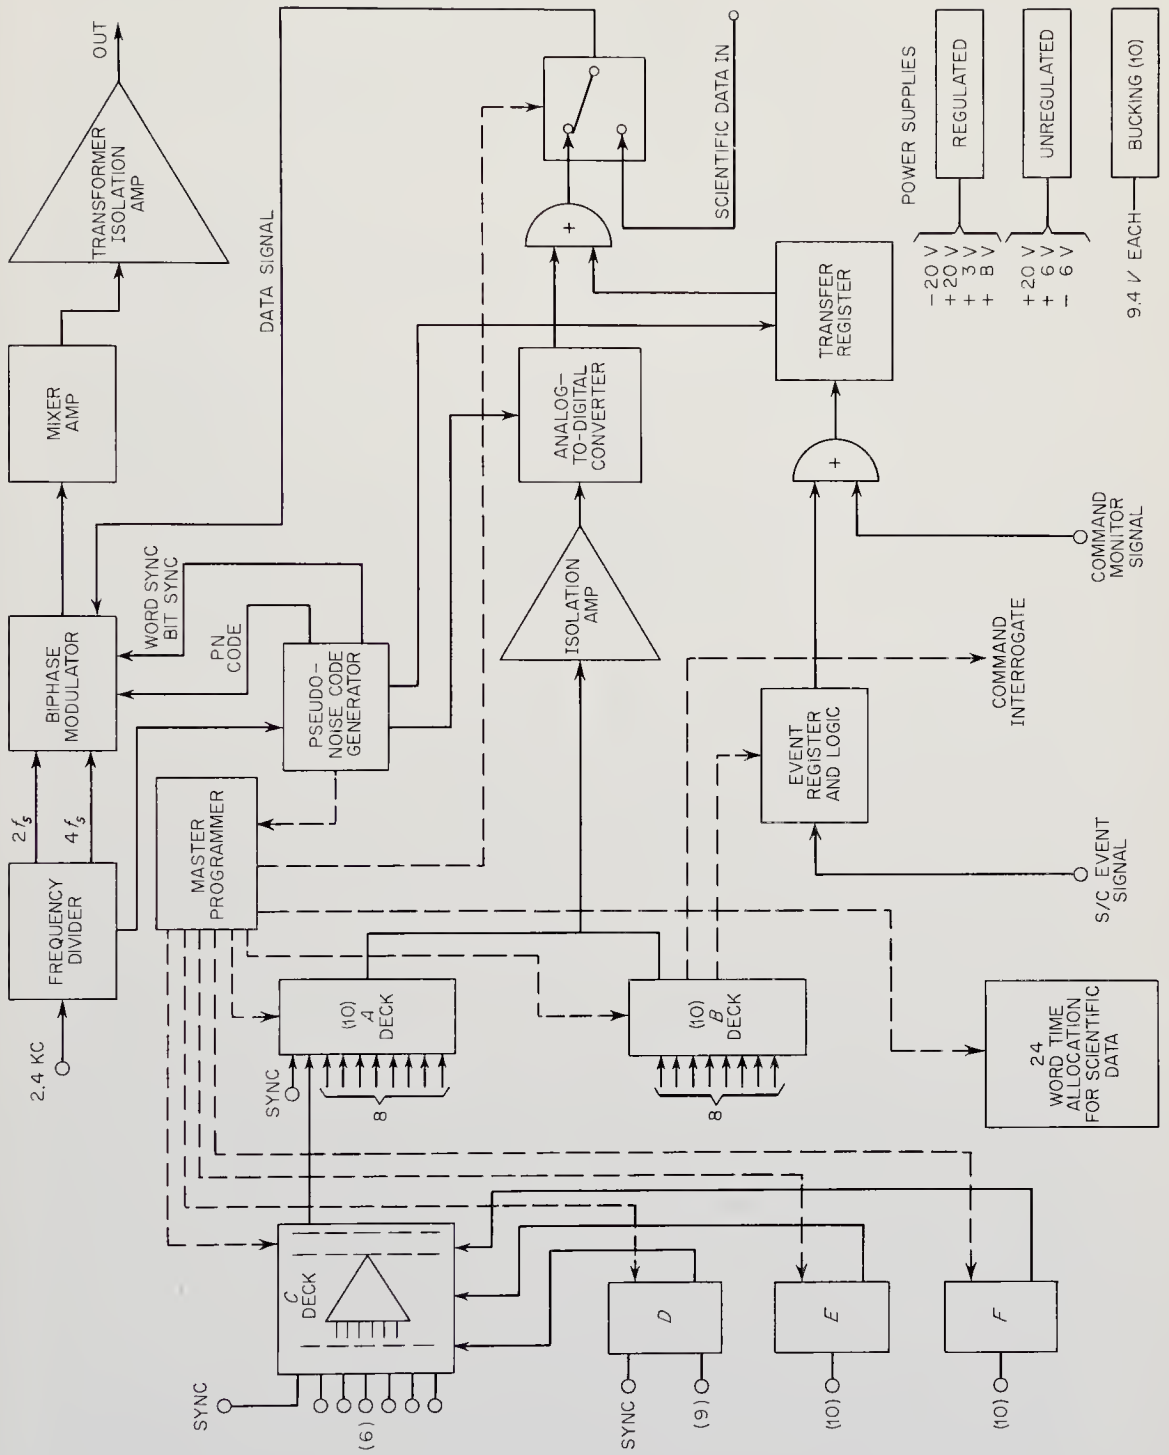 2.4 KC
FREQUENCY
DIVIDER
2fs
4fs
BIPHASE
MODULATOR
MIXER
AMP
TRANSFORMER
ISOLATION
AMP
OUT
WORD SYNC
BIT SYNC
PN
CODE
DATA SIGNAL
MASTER
PROGRAMMER
PSEUDO-
NOISE CODE
GENERATOR
SYNC
C
DECK
(6)
SYNC
8
(10)
A
DECK
ISOLATION
AMP
ANALOG-
TO-DIGITAL
CONVERTER
+
SCIENTIFIC DATA IN
8
(10)
B
DECK
SYNC
(9)
D
(10)
E
(10)
F
EVENT
REGISTER
AND LOGIC
+
TRANSFER
REGISTER
S/C EVENT
SIGNAL
COMMAND
INTERROGATE
COMMAND
MONITOR
SIGNAL
24
WORD TIME
ALLOCATION
FOR SCIENTIFIC
DATA
POWER SUPPLIES
-20 V
+20 V
+ 3 V
+ B V
REGULATED
+20 V
+ 6 V
- 6 V
UNREGULATED
9.4 V EACH
BUCKING (10)